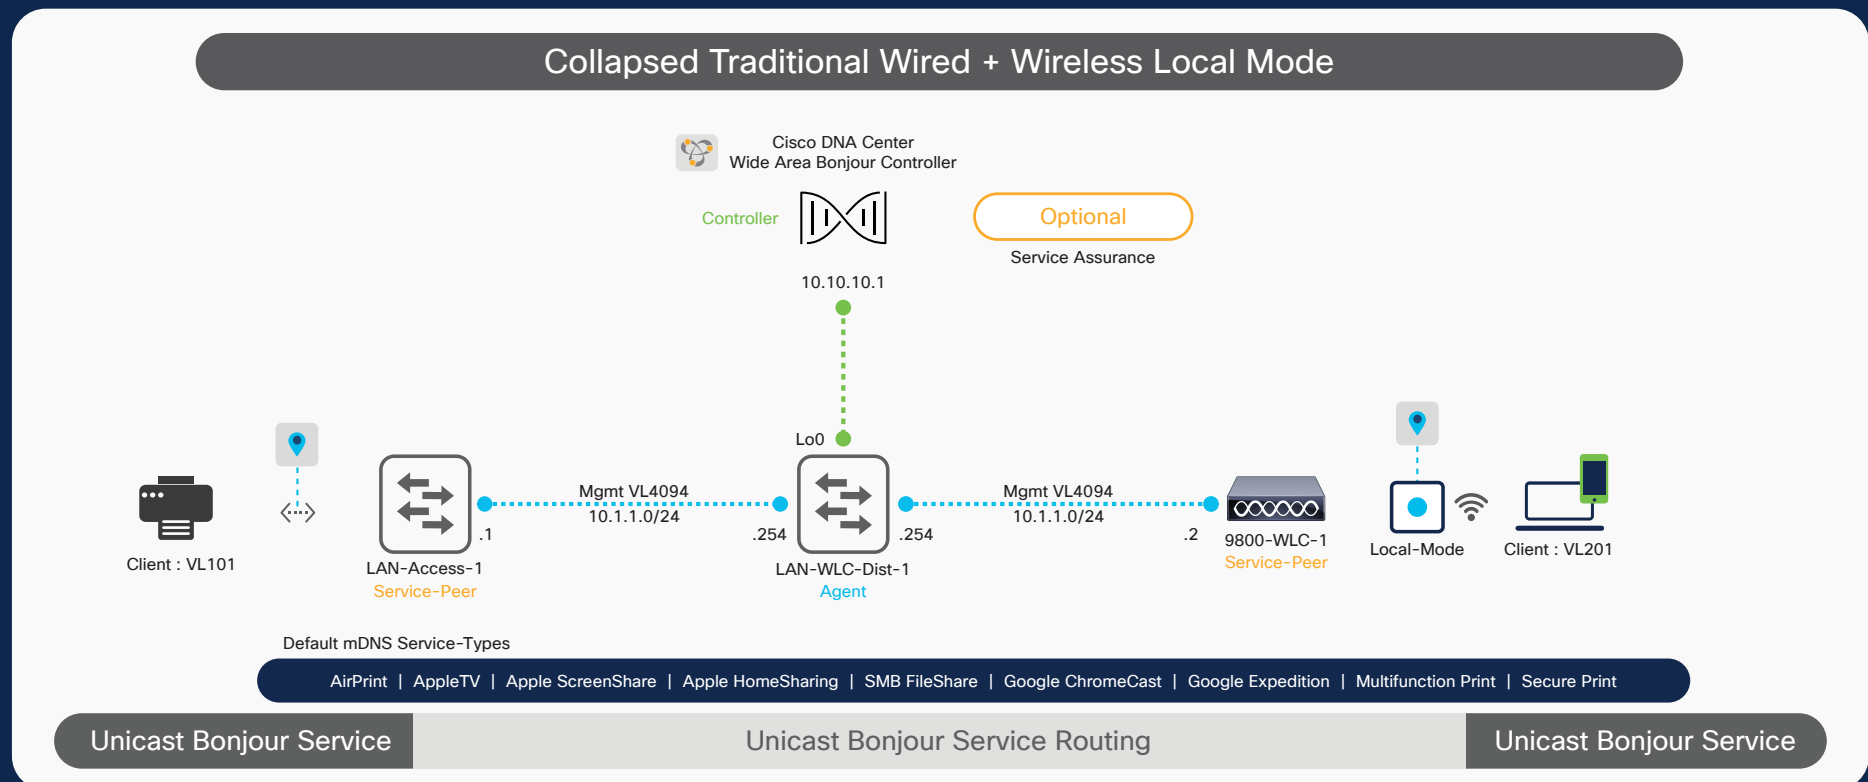 Collapsed Traditional Wired + Wireless Local Mode
Cisco DNA Center
Wide Area Bonjour Controller
Controller
Optional
Service Assurance
10.10.10.1
Lo0
Mgmt VL4094
10.1.1.0/24
.1
.254
Mgmt VL4094
10.1.1.0/24
.254
.2
Client : VL101
LAN-Access-1
Service-Peer
LAN-WLC-Dist-1
Agent
9800-WLC-1
Service-Peer
Local-Mode
Client : VL201
Default mDNS Service-Types
AirPrint | AppleTV | Apple ScreenShare | Apple HomeSharing | SMB FileShare | Google ChromeCast | Google Expedition | Multifunction Print | Secure Print
Unicast Bonjour Service
Unicast Bonjour Service Routing
Unicast Bonjour Service